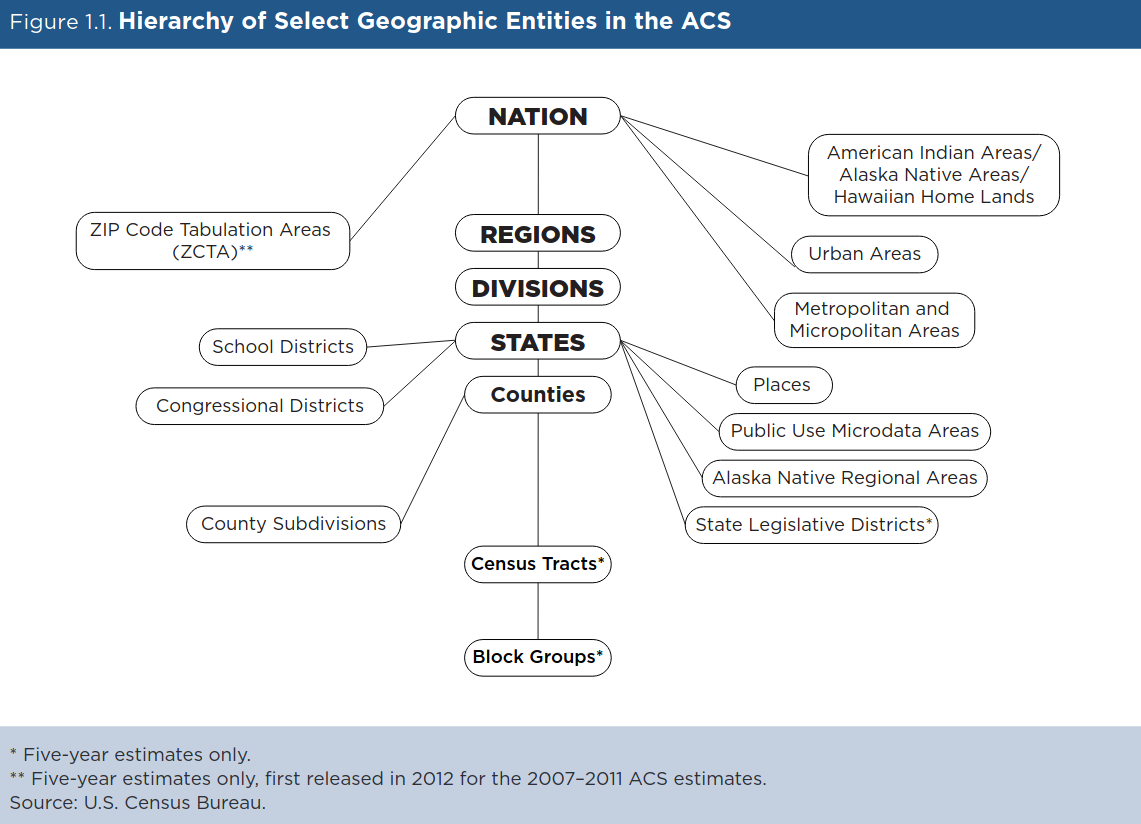 Figure 1.1. Hierarchy of Select Geographic Entities in the ACS
NATION
American Indian Areas/
Alaska Native Areas/
Hawaiian Home Lands
ZIP Code Tabulation Areas
(ZCTA)**
REGIONS
Urban Areas
DIVISIONS
Metropolitan and
Micropolitan Areas
STATES
School Districts
Places
Counties
Congressional Districts
Public Use Microdata Areas
Alaska Native Regional Areas
County Subdivisions
State Legislative Districts*
Census Tracts*
Block Groups*
* Five-year estimates only.
** Five-year estimates only, first released in 2012 for the 2007–2011 ACS estimates.
Source: U.S. Census Bureau.